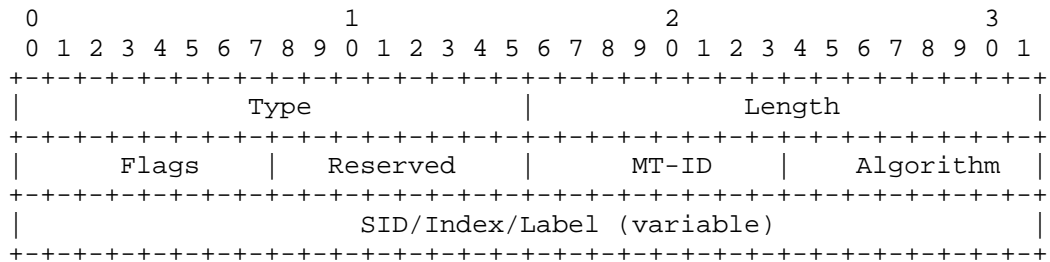 0                   1                   2                   3
 0 1 2 3 4 5 6 7 8 9 0 1 2 3 4 5 6 7 8 9 0 1 2 3 4 5 6 7 8 9 0 1
+-+-+-+-+-+-+-+-+-+-+-+-+-+-+-+-+-+-+-+-+-+-+-+-+-+-+-+-+-+-+-+-+
|              Type             |             Length            |
+-+-+-+-+-+-+-+-+-+-+-+-+-+-+-+-+-+-+-+-+-+-+-+-+-+-+-+-+-+-+-+-+
|      Flags    |   Reserved    |      MT-ID    |    Algorithm  |
+-+-+-+-+-+-+-+-+-+-+-+-+-+-+-+-+-+-+-+-+-+-+-+-+-+-+-+-+-+-+-+-+
|                     SID/Index/Label (variable)                |
+-+-+-+-+-+-+-+-+-+-+-+-+-+-+-+-+-+-+-+-+-+-+-+-+-+-+-+-+-+-+-+-+